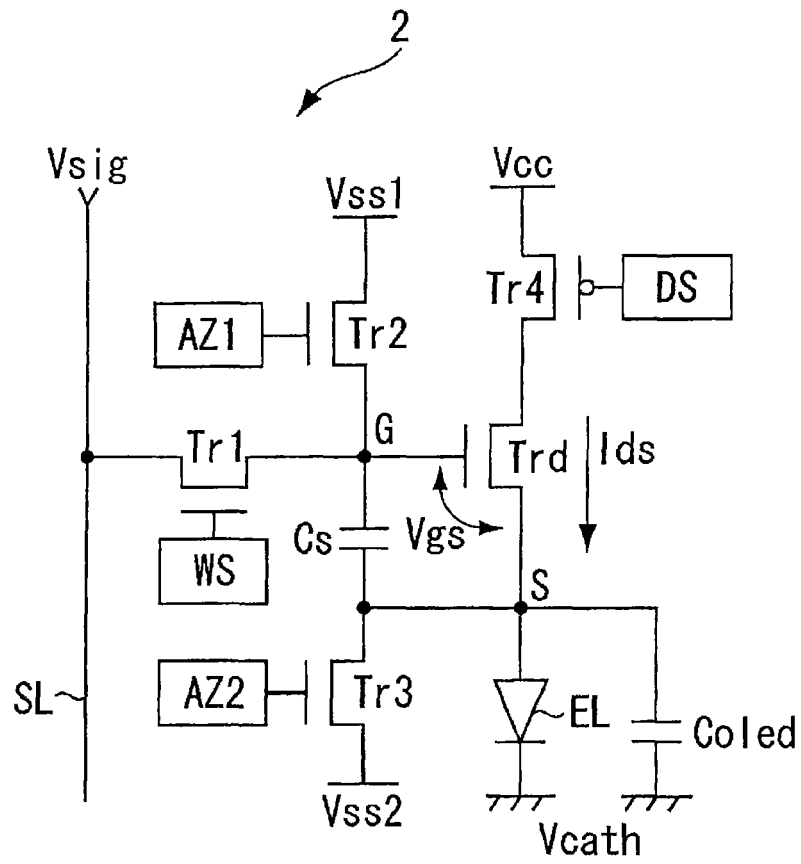 2
Vsig
Vcc
Vss1
Tr4
DS
AZ1
Tr2
G
Tr1
Trd
Ids
Vgs
Cs
WS
S
SL
AZ2
Tr3
EL
Coled
Vss2
Vcath